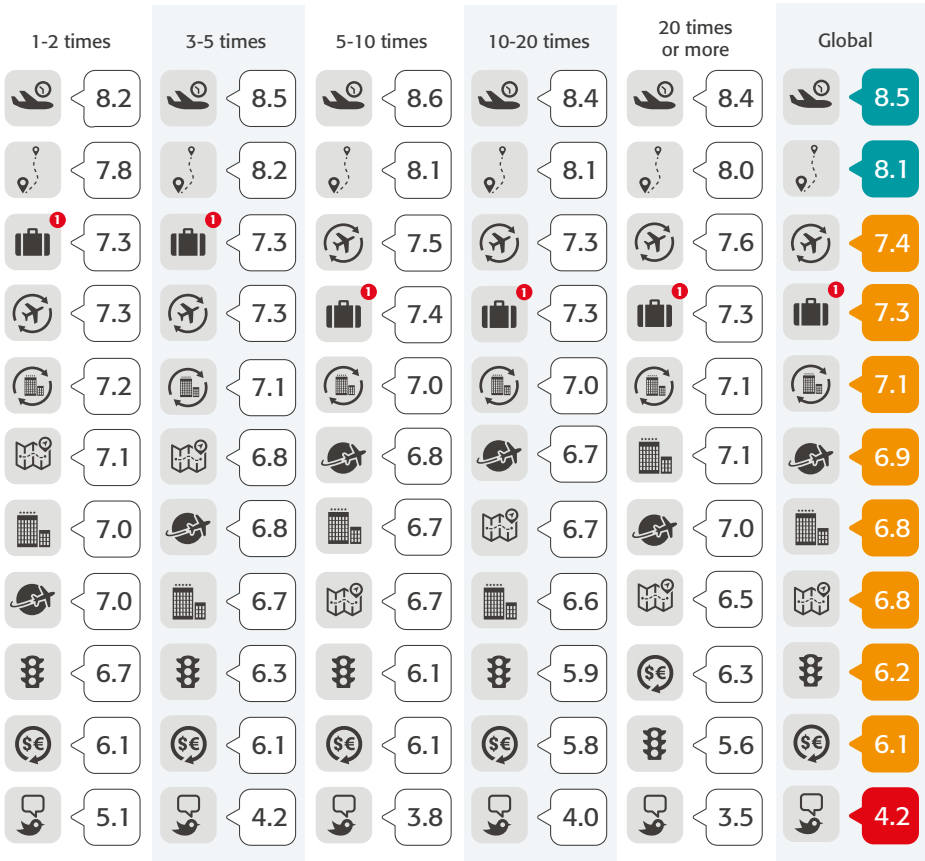 1-2 times 3-5 times 5-10 times 10-20 times 20 times or more Global
8.2 8.5 8.6 8.4 8.4 8.5
7.8 8.2 8.1 8.1 8.0 8.1
1 7.3 1 7.3 7.5 7.3 7.6 7.4
7.3 7.3 1 7.4 1 7.3 1 7.3 1 7.3
7.2 7.1 7.0 7.0 7.1 7.1
7.1 6.8 6.8 6.7 7.1 6.9
7.0 6.8 6.7 6.7 7.0 6.8
7.0 6.7 6.7 6.6 6.5 6.8
6.7 6.3 6.1 5.9 $€ 6.3 6.2
$€ 6.1 $€ 6.1 $€ 6.1 $€ 5.8 5.6 $€ 6.1
5.1 4.2 3.8 4.0 3.5 4.2